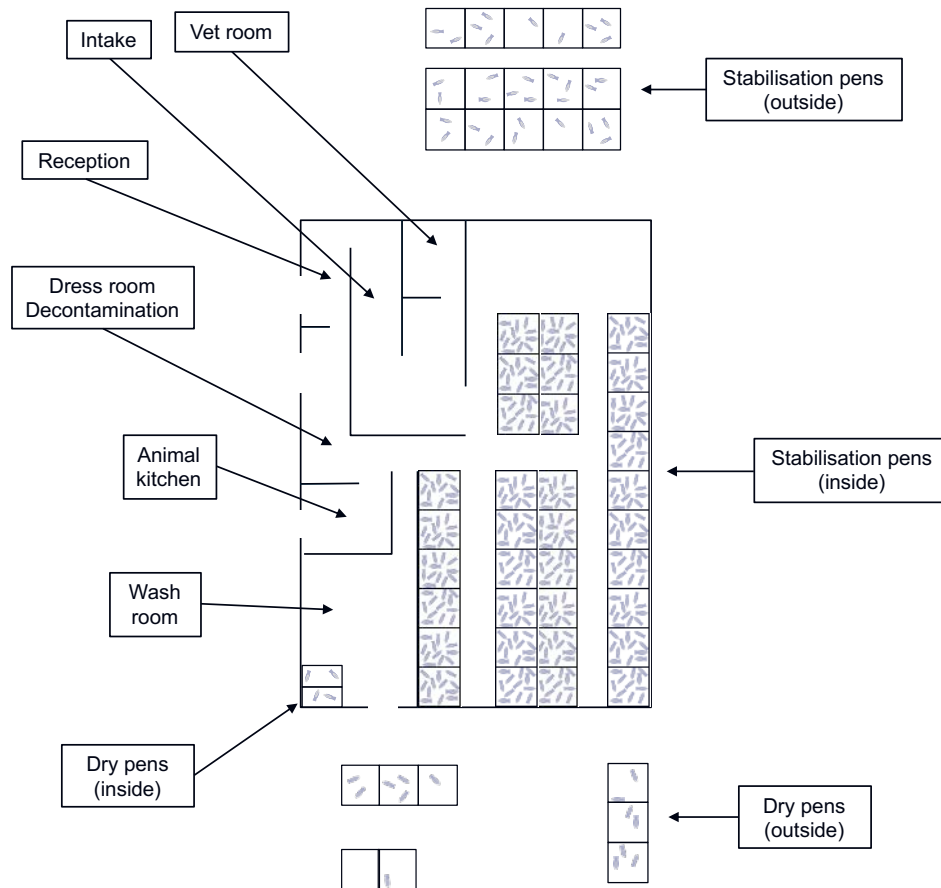 Intake
Vet room
Stabilisation pens
(outside)
Reception
Dress room
Decontamination
Animal
kitchen
Stabilisation pens
(inside)
Wash
room
Dry pens
(inside)
Dry pens
(outside)